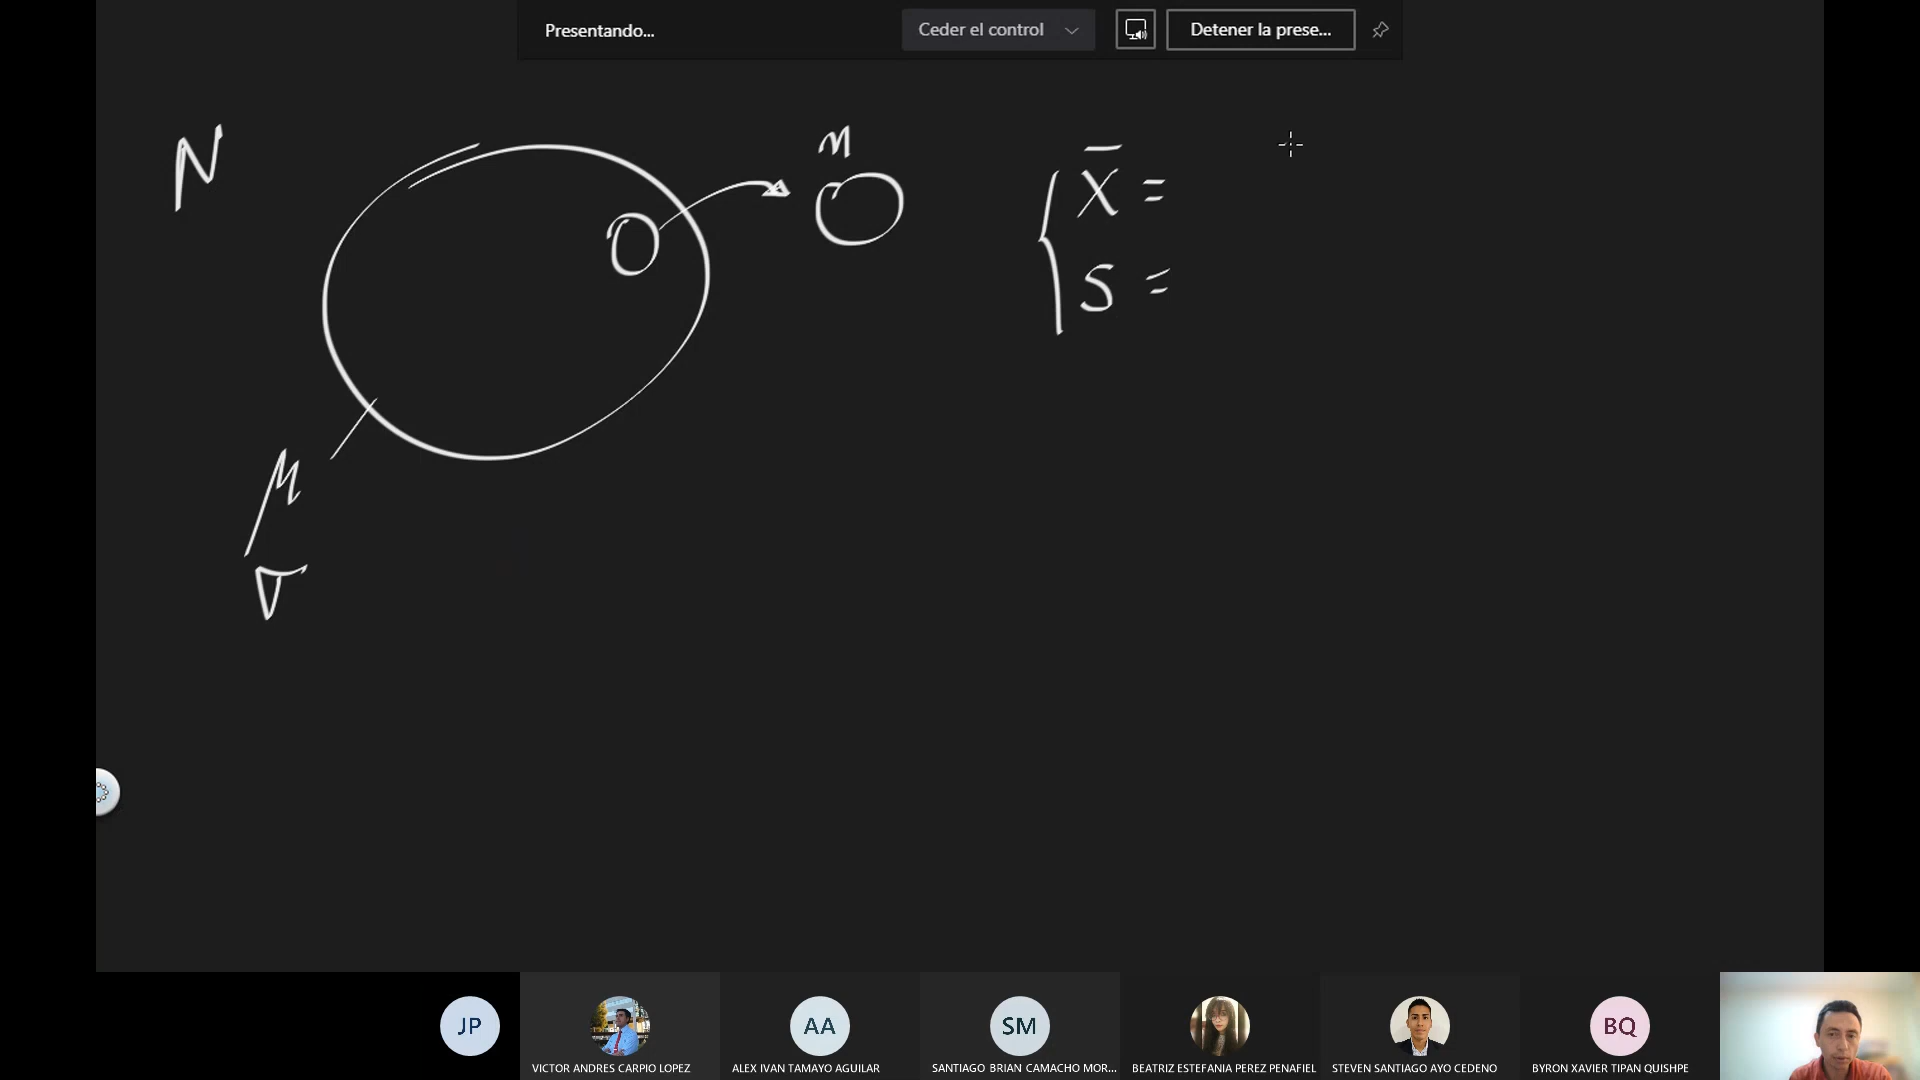 Presentando...
Ceder el control
Detener la prese...
N
n
x̄ =
S =
μ
σ
JP
AA
SM
BQ
VICTOR ANDRES CARPIO LOPEZ
ALEX IVAN TAMAYO AGUILAR
SANTIAGO BRIAN CAMACHO MOR...
BEATRIZ ESTEFANIA PEREZ PENAFIEL
STEVEN SANTIAGO AYO CEDENO
BYRON XAVIER TIPAN QUISHPE